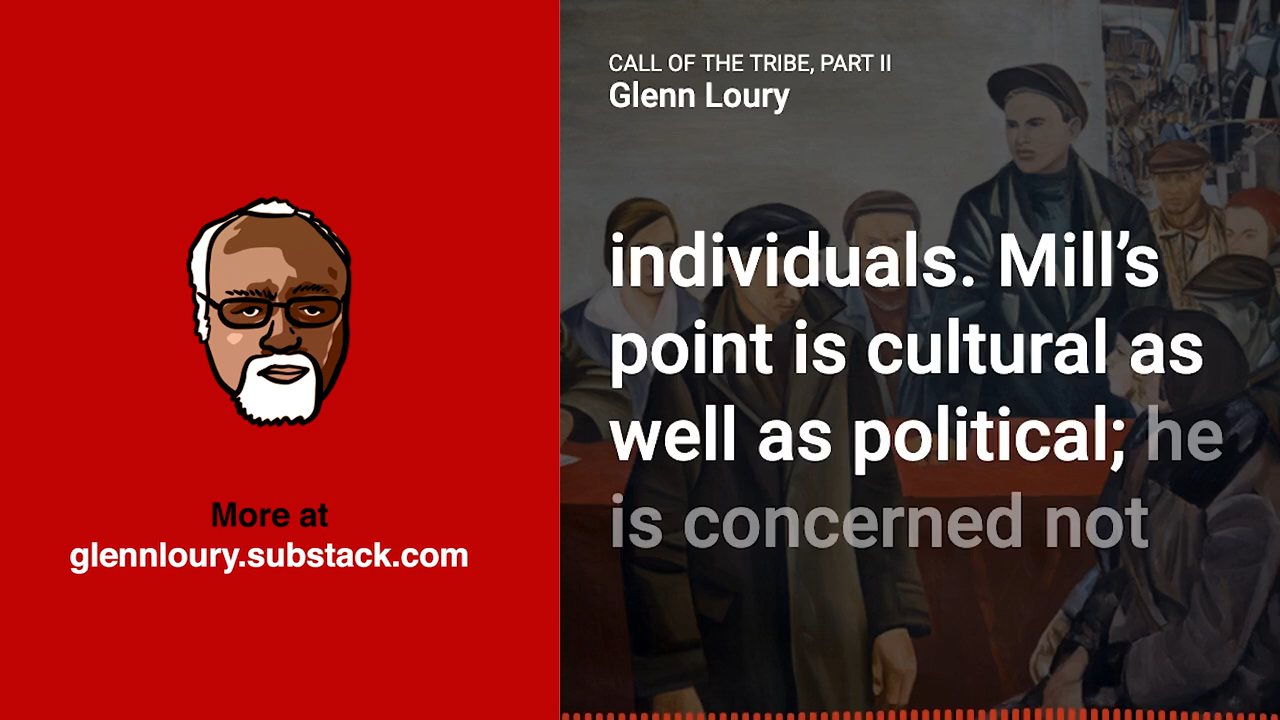 More at
glennloury.substack.com
CALL OF THE TRIBE, PART II
Glenn Loury
individuals. Mill’s
point is cultural as
well as political; he
is concerned not